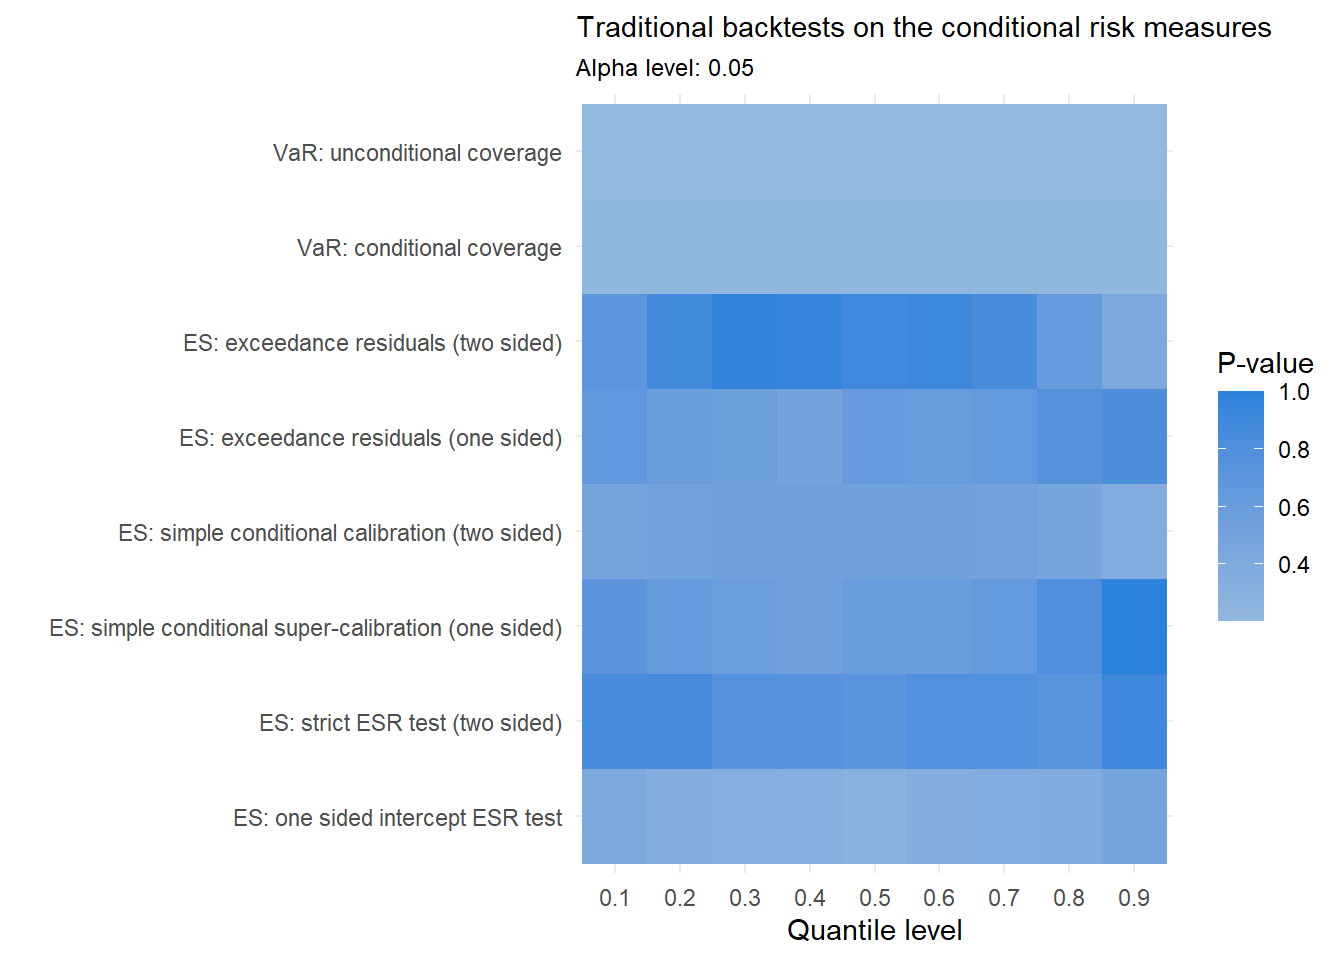 Traditional backtests on the conditional risk measures
Alpha level: 0.05
VaR: unconditional coverage
VaR: conditional coverage
ES: exceedance residuals (two sided)
ES: exceedance residuals (one sided)
ES: simple conditional calibration (two sided)
ES: simple conditional super-calibration (one sided)
ES: strict ESR test (two sided)
ES: one sided intercept ESR test
0.1 0.2 0.3 0.4 0.5 0.6 0.7 0.8 0.9
Quantile level
P-value
1.0
0.8
0.6
0.4